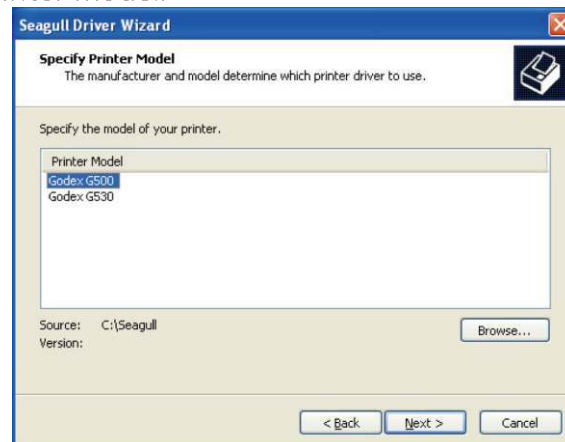 Seagull Driver Wizard
Specify Printer Model
The manufacturer and model determine which printer driver to use.
Specify the model of your printer.
Printer Model
Godex G500
Godex G530
Source: C:\Seagull
Browse...
Version:
< Back Next > Cancel